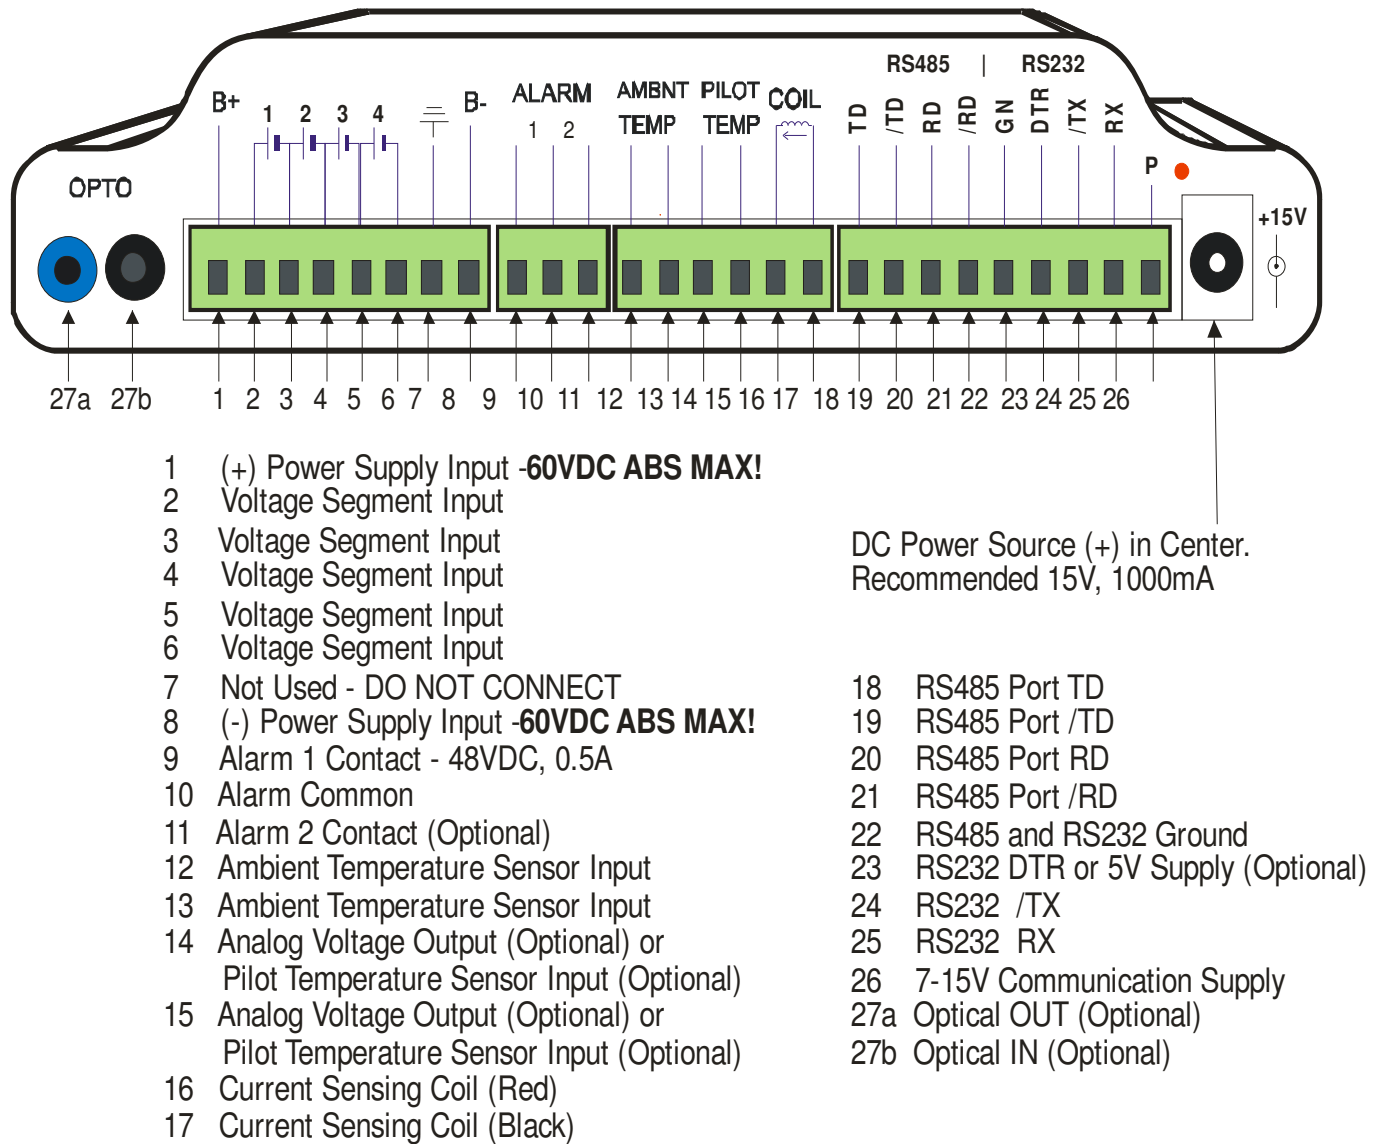 RS485 | RS232
B+ 1 2 3 4 B- ALARM AMBNT PILOT COIL
1 2 TEMP TEMP
TD /TD RD /RD GN DTR /TX RX
P
OPTO
+15V
27a 27b 1 2 3 4 5 6 7 8 9 10 11 12 13 14 15 16 17 18 19 20 21 22 23 24 25 26
1 (+) Power Supply Input -60VDC ABS MAX!
2 Voltage Segment Input
3 Voltage Segment Input
4 Voltage Segment Input
5 Voltage Segment Input
6 Voltage Segment Input
7 Not Used - DO NOT CONNECT
8 (-) Power Supply Input -60VDC ABS MAX!
9 Alarm 1 Contact - 48VDC, 0.5A
10 Alarm Common
11 Alarm 2 Contact (Optional)
12 Ambient Temperature Sensor Input
13 Ambient Temperature Sensor Input
14 Analog Voltage Output (Optional) or
Pilot Temperature Sensor Input (Optional)
15 Analog Voltage Output (Optional) or
Pilot Temperature Sensor Input (Optional)
16 Current Sensing Coil (Red)
17 Current Sensing Coil (Black)
DC Power Source (+) in Center.
Recommended 15V, 1000mA
18 RS485 Port TD
19 RS485 Port /TD
20 RS485 Port RD
21 RS485 Port /RD
22 RS485 and RS232 Ground
23 RS232 DTR or 5V Supply (Optional)
24 RS232 /TX
25 RS232 RX
26 7-15V Communication Supply
27a Optical OUT (Optional)
27b Optical IN (Optional)